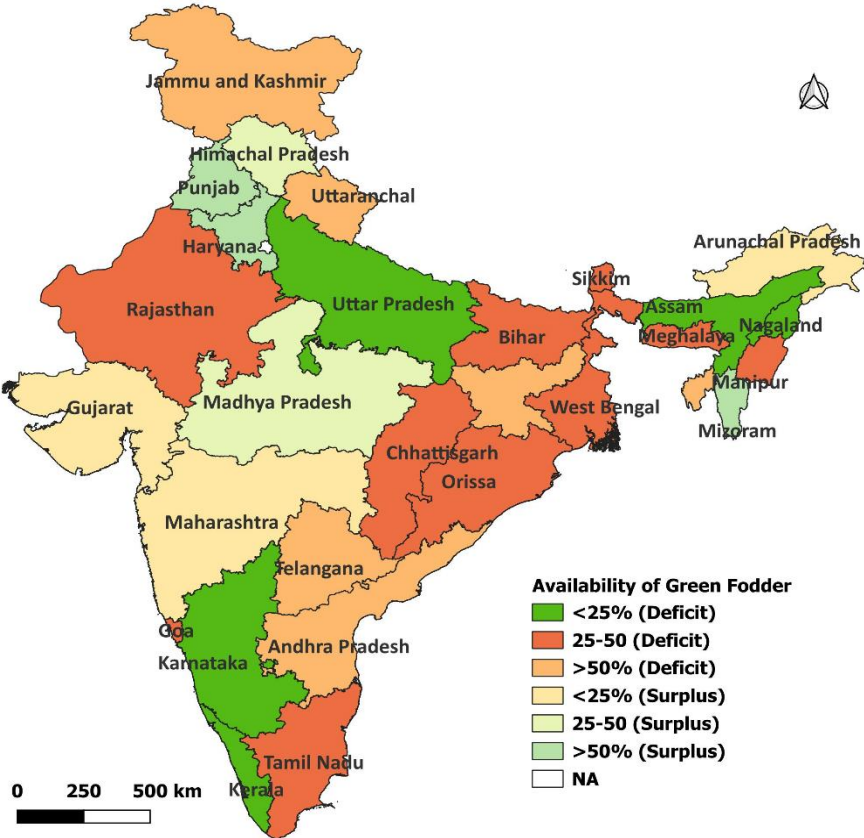 Jammu and Kashmir
Himachal Pradesh
Punjab
Uttaranchal
Haryana
Arunachal Pradesh
Sikkim
Rajasthan
Uttar Pradesh
Assam
Nagaland
Bihar
Meghalaya
Manipur
Gujarat
Madhya Pradesh
West Bengal
Mizoram
Chhattisgarh
Orissa
Maharashtra
Telangana
Goa
Andhra Pradesh
Karnataka
Tamil Nadu
Kerala
Availability of Green Fodder
<25% (Deficit)
25-50 (Deficit)
>50% (Deficit)
<25% (Surplus)
25-50 (Surplus)
>50% (Surplus)
NA
0 250 500 km